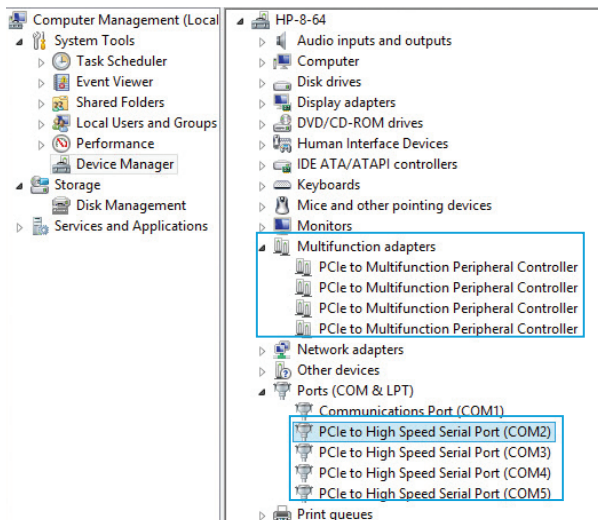 Computer Management (Local
System Tools
Task Scheduler
Event Viewer
Shared Folders
Local Users and Groups
Performance
Device Manager
Storage
Disk Management
Services and Applications
HP-8-64
Audio inputs and outputs
Computer
Disk drives
Display adapters
DVD/CD-ROM drives
Human Interface Devices
IDE ATA/ATAPI controllers
Keyboards
Mice and other pointing devices
Monitors
Multifunction adapters
PCIe to Multifunction Peripheral Controller
PCIe to Multifunction Peripheral Controller
PCIe to Multifunction Peripheral Controller
PCIe to Multifunction Peripheral Controller
Network adapters
Other devices
Ports (COM & LPT)
Communications Port (COM1)
PCIe to High Speed Serial Port (COM2)
PCIe to High Speed Serial Port (COM3)
PCIe to High Speed Serial Port (COM4)
PCIe to High Speed Serial Port (COM5)
Print queues